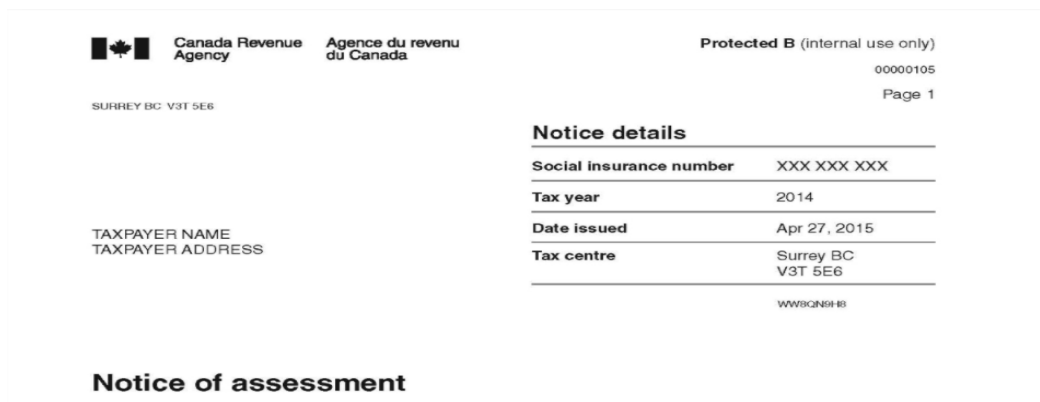 Canada Revenue Agency
Agence du revenu du Canada
Protected B (internal use only)
00000105
Page 1
SURREY BC V3T 5E6
Notice details
Social insurance number XXX XXX XXX
Tax year 2014
Date issued Apr 27, 2015
Tax centre Surrey BC
V3T 5E6
WW8QN9H8
TAXPAYER NAME
TAXPAYER ADDRESS
Notice of assessment